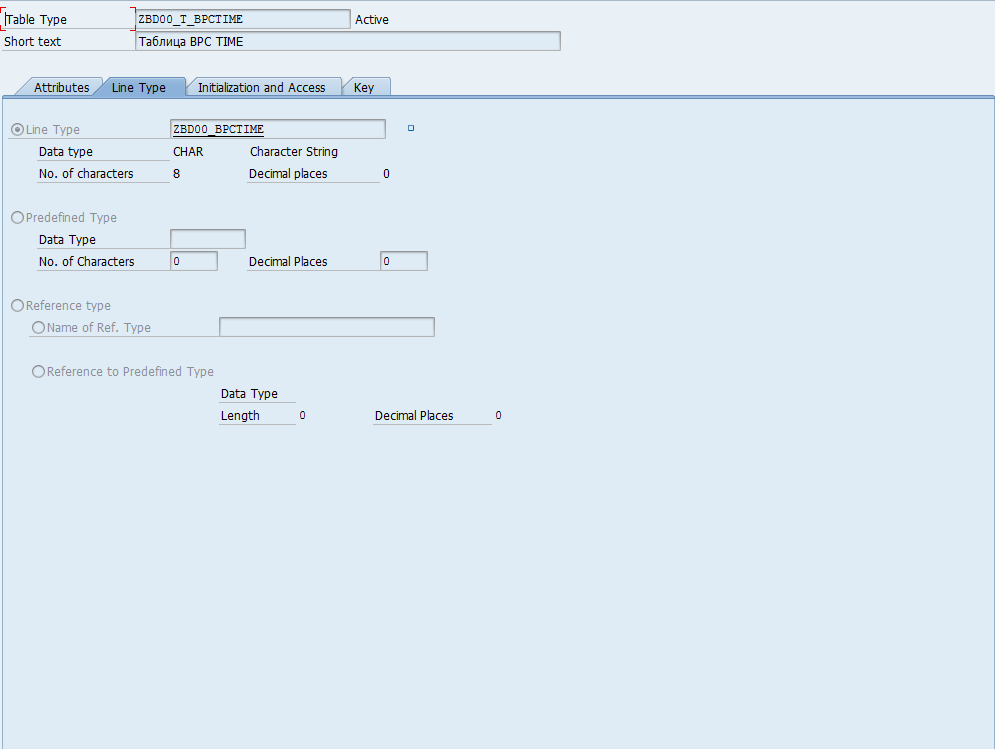 Table Type ZBD00_T_BPCTIME Active
Short text Таблица BPC TIME
Attributes Line Type Initialization and Access Key
Line Type ZBD00_BPCTIME
Data type CHAR Character String
No. of characters 8 Decimal places 0
Predefined Type
Data Type
No. of Characters 0 Decimal Places 0
Reference type
Name of Ref. Type
Reference to Predefined Type
Data Type
Length 0 Decimal Places 0